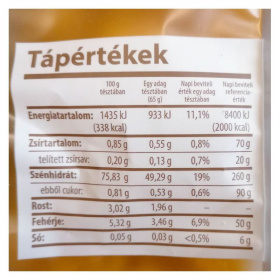 Tápértékek
100 g tésztában Egy adag tésztában (65 g) Napi beviteli érték egy adag tésztában Napi beviteli referencia-érték
Energiatartalom: 1435 kJ 933 kJ 11,1% 8400 kJ
(338 kcal) (2000 kcal)
Zsírtartalom: 0,85 g 0,55 g 0,8% 70 g
telített zsírsav: 0,20 g 0,13 g 0,7% 20 g
Szénhidrát: 75,83 g 49,29 g 19% 260 g
ebből cukor: 0,81 g 0,53 g 0,6% 90 g
Rost: 3,02 g 1,96 g – –
Fehérje: 5,32 g 3,46 g 6,9% 50 g
Só: 0,05 g 0,03 g <0,5% 6 g